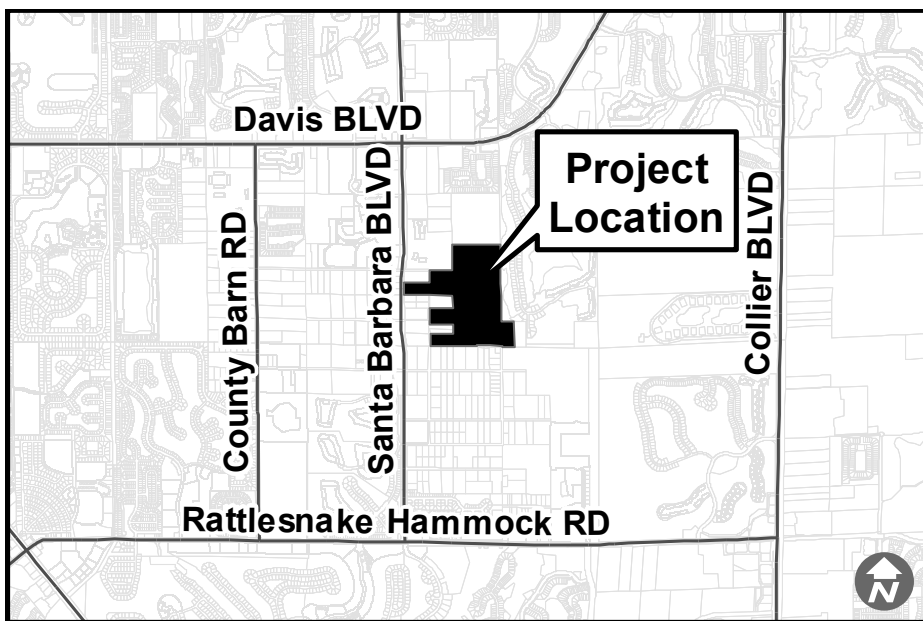 Davis BLVD
Project
Location
County Barn RD
Santa Barbara BLVD
Collier BLVD
Rattlesnake Hammock RD
N